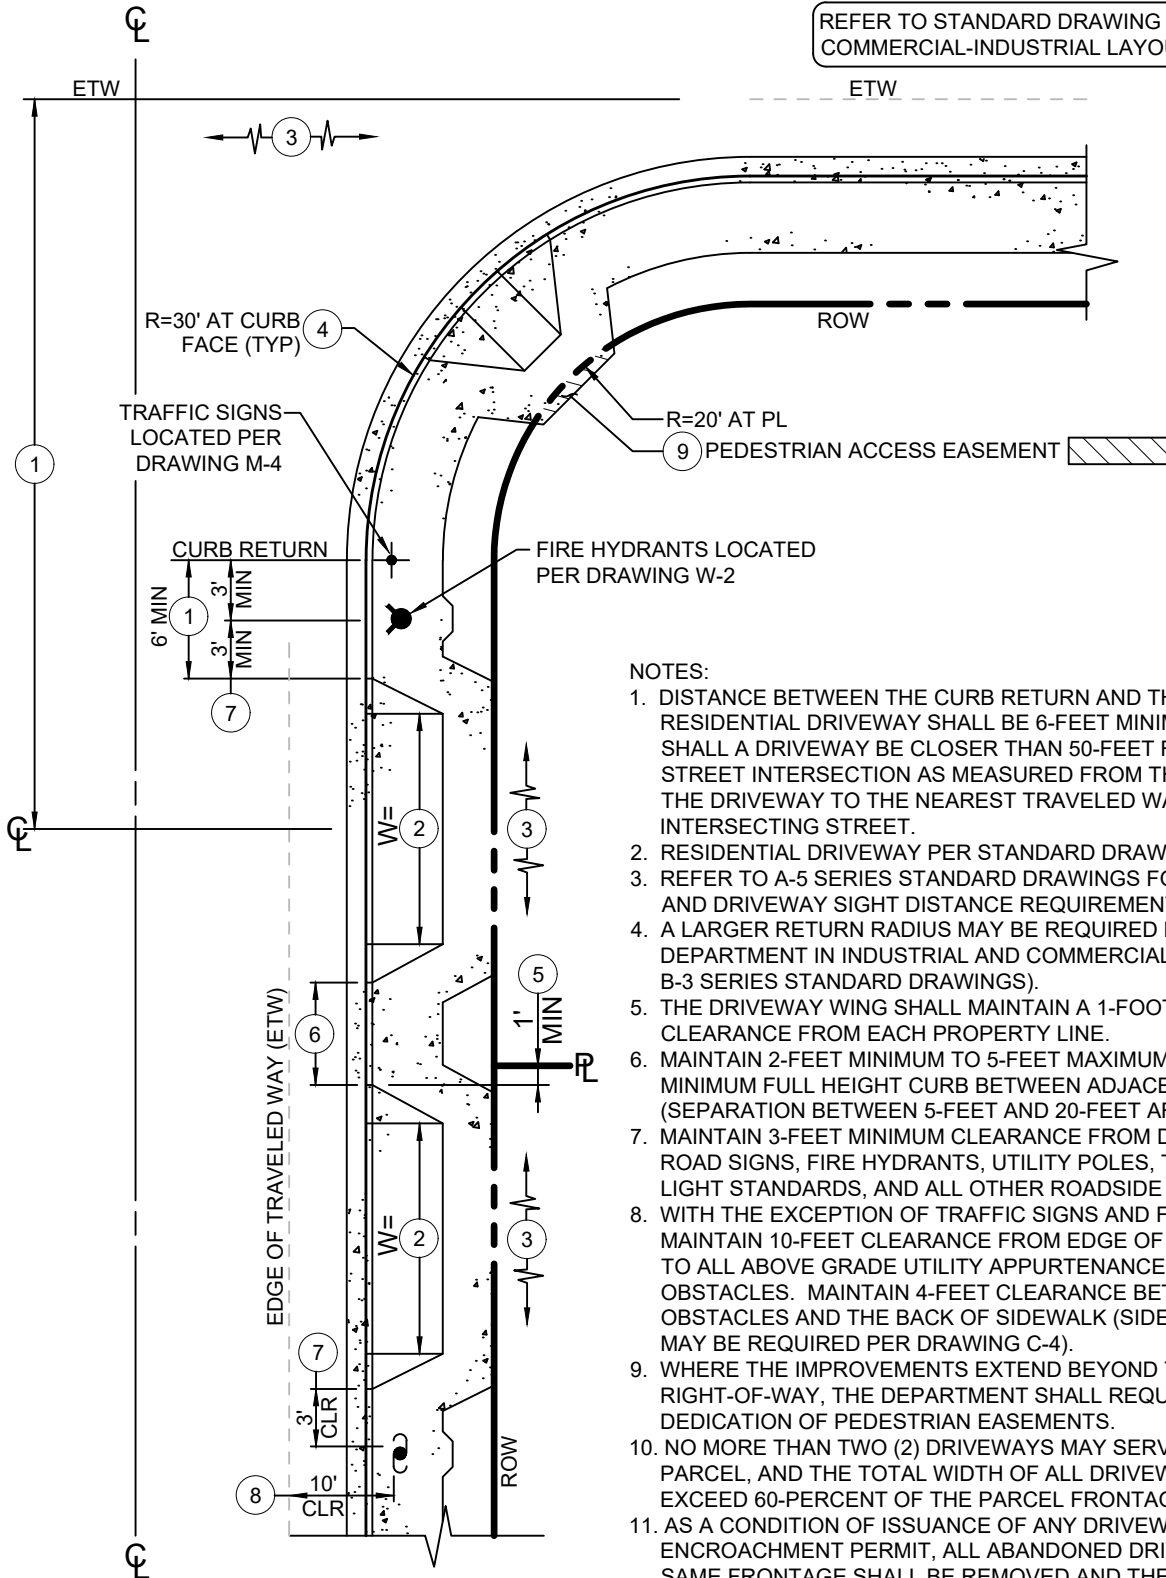 ℄
REFER TO STANDARD DRAWING
COMMERCIAL-INDUSTRIAL LAYOU
ETW
ETW
3
R=30' AT CURB
FACE (TYP)
4
ROW
TRAFFIC SIGNS
LOCATED PER
DRAWING M-4
R=20' AT PL
9 PEDESTRIAN ACCESS EASEMENT
1
CURB RETURN
FIRE HYDRANTS LOCATED
PER DRAWING W-2
6' MIN
1
3'
MIN
3'
MIN
7
W=
2
3
℄
5
1'
MIN
6
PL
EDGE OF TRAVELED WAY (ETW)
W=
2
3
7
3'
CLR
8
10'
CLR
ROW
℄
NOTES:
1. DISTANCE BETWEEN THE CURB RETURN AND TH
RESIDENTIAL DRIVEWAY SHALL BE 6-FEET MINIM
SHALL A DRIVEWAY BE CLOSER THAN 50-FEET F
STREET INTERSECTION AS MEASURED FROM TH
THE DRIVEWAY TO THE NEAREST TRAVELED WA
INTERSECTING STREET.
2. RESIDENTIAL DRIVEWAY PER STANDARD DRAW
3. REFER TO A-5 SERIES STANDARD DRAWINGS FO
AND DRIVEWAY SIGHT DISTANCE REQUIREMENT
4. A LARGER RETURN RADIUS MAY BE REQUIRED
DEPARTMENT IN INDUSTRIAL AND COMMERCIAL
B-3 SERIES STANDARD DRAWINGS).
5. THE DRIVEWAY WING SHALL MAINTAIN A 1-FOOT
CLEARANCE FROM EACH PROPERTY LINE.
6. MAINTAIN 2-FEET MINIMUM TO 5-FEET MAXIMUM
MINIMUM FULL HEIGHT CURB BETWEEN ADJACE
(SEPARATION BETWEEN 5-FEET AND 20-FEET AR
7. MAINTAIN 3-FEET MINIMUM CLEARANCE FROM D
ROAD SIGNS, FIRE HYDRANTS, UTILITY POLES, T
LIGHT STANDARDS, AND ALL OTHER ROADSIDE
8. WITH THE EXCEPTION OF TRAFFIC SIGNS AND F
MAINTAIN 10-FEET CLEARANCE FROM EDGE OF
TO ALL ABOVE GRADE UTILITY APPURTENANCE
OBSTACLES. MAINTAIN 4-FEET CLEARANCE BET
OBSTACLES AND THE BACK OF SIDEWALK (SIDE
MAY BE REQUIRED PER DRAWING C-4).
9. WHERE THE IMPROVEMENTS EXTEND BEYOND T
RIGHT-OF-WAY, THE DEPARTMENT SHALL REQU
DEDICATION OF PEDESTRIAN EASEMENTS.
10. NO MORE THAN TWO (2) DRIVEWAYS MAY SERV
PARCEL, AND THE TOTAL WIDTH OF ALL DRIVEW
EXCEED 60-PERCENT OF THE PARCEL FRONTAG
11. AS A CONDITION OF ISSUANCE OF ANY DRIVEW
ENCROACHMENT PERMIT, ALL ABANDONED DRI
SAME FRONTAGE SHALL BE REMOVED AND THE